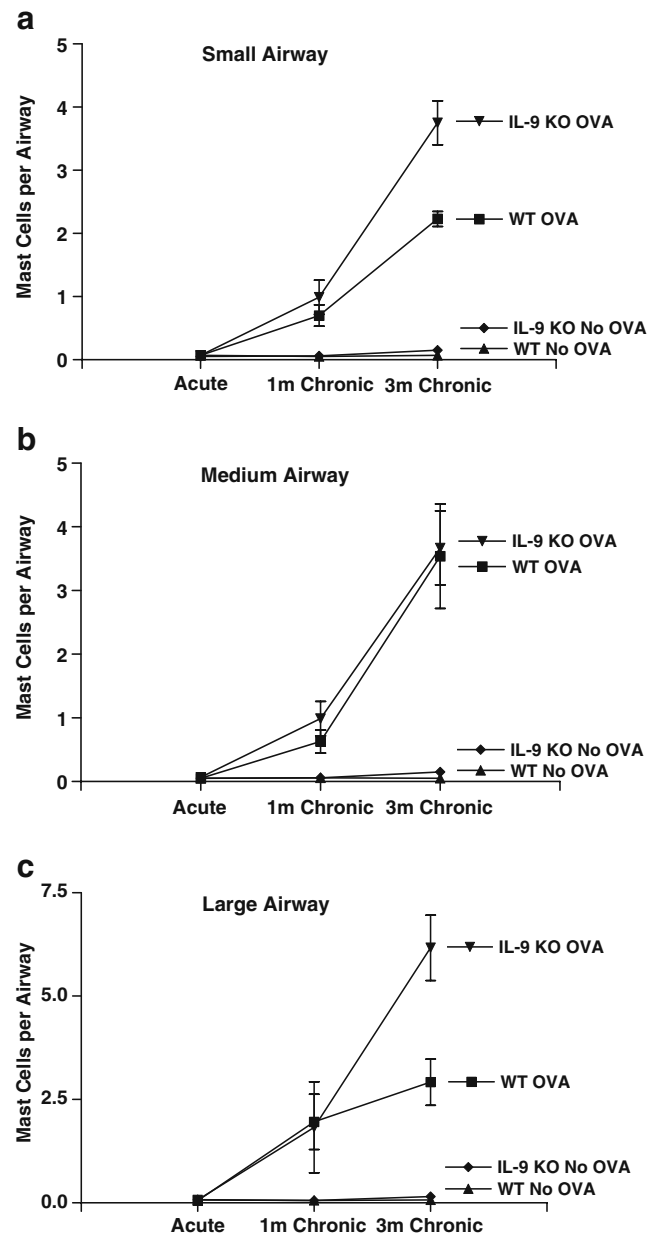 a
Small Airway
Mast Cells per Airway
5
4
3
2
1
0
IL-9 KO OVA
WT OVA
IL-9 KO No OVA
WT No OVA
Acute
1m Chronic
3m Chronic
b
Medium Airway
Mast Cells per Airway
5
4
3
2
1
0
IL-9 KO OVA
WT OVA
IL-9 KO No OVA
WT No OVA
Acute
1m Chronic
3m Chronic
c
Large Airway
Mast Cells per Airway
7.5
5.0
2.5
0.0
IL-9 KO OVA
WT OVA
IL-9 KO No OVA
WT No OVA
Acute
1m Chronic
3m Chronic